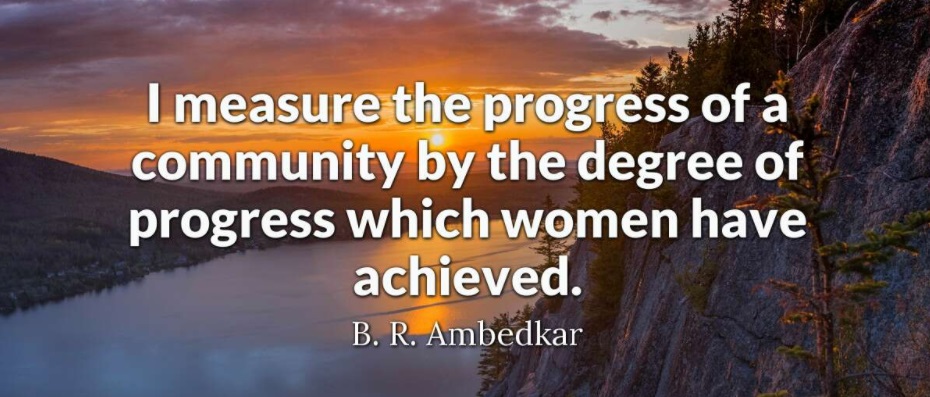 I measure the progress of a
community by the degree of
progress which women have
achieved.
B. R. Ambedkar